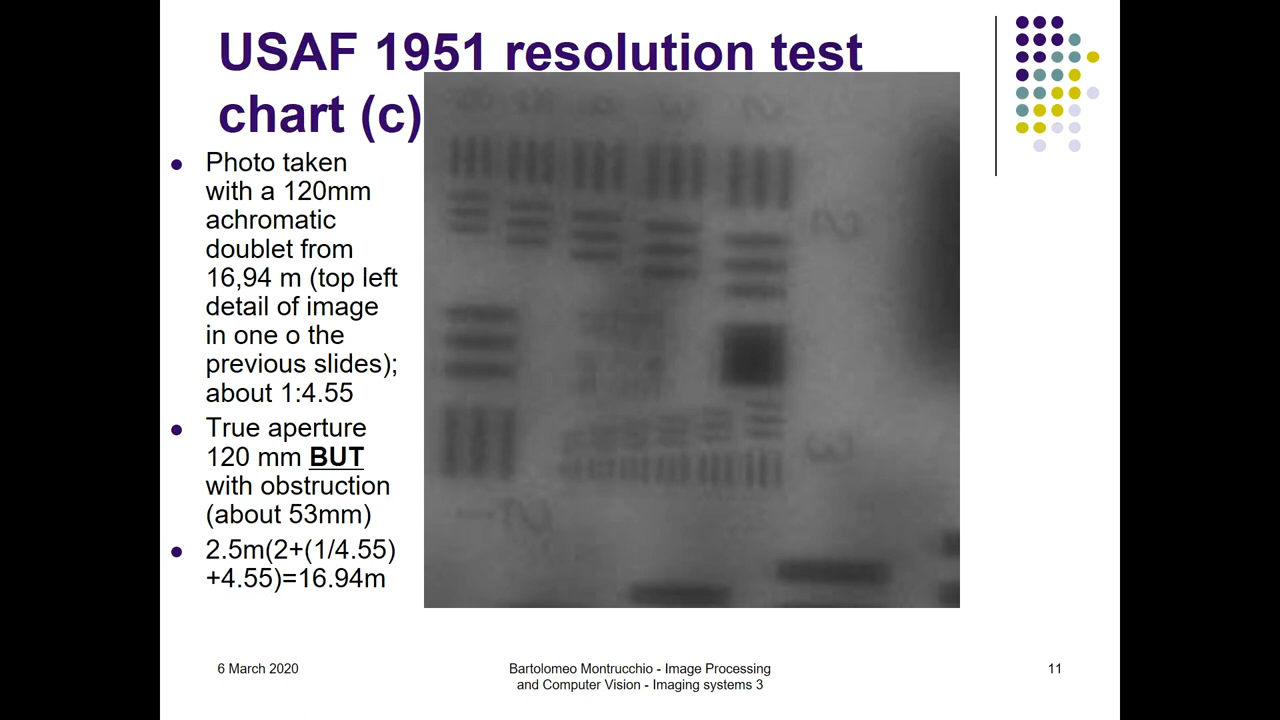 USAF 1951 resolution test
chart (c)
Photo taken
with a 120mm
achromatic
doublet from
16,94 m (top left
detail of image
in one o the
previous slides);
about 1:4.55
True aperture
120 mm BUT
with obstruction
(about 53mm)
2.5m(2+(1/4.55)
+4.55)=16.94m
6 March 2020
Bartolomeo Montrucchio - Image Processing
and Computer Vision - Imaging systems 3
11